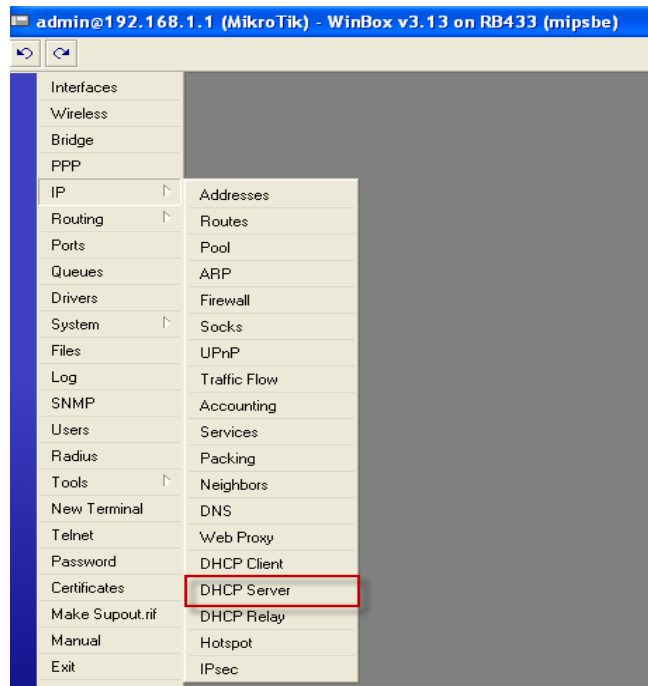 admin@192.168.1.1 (MikroTik) - WinBox v3.13 on RB433 (mipsbe)
Interfaces
Wireless
Bridge
PPP
IP
Routing
Ports
Queues
Drivers
System
Files
Log
SNMP
Users
Radius
Tools
New Terminal
Telnet
Password
Certificates
Make Supout.rif
Manual
Exit
Addresses
Routes
Pool
ARP
Firewall
Socks
UPnP
Traffic Flow
Accounting
Services
Packing
Neighbors
DNS
Web Proxy
DHCP Client
DHCP Server
DHCP Relay
Hotspot
IPsec